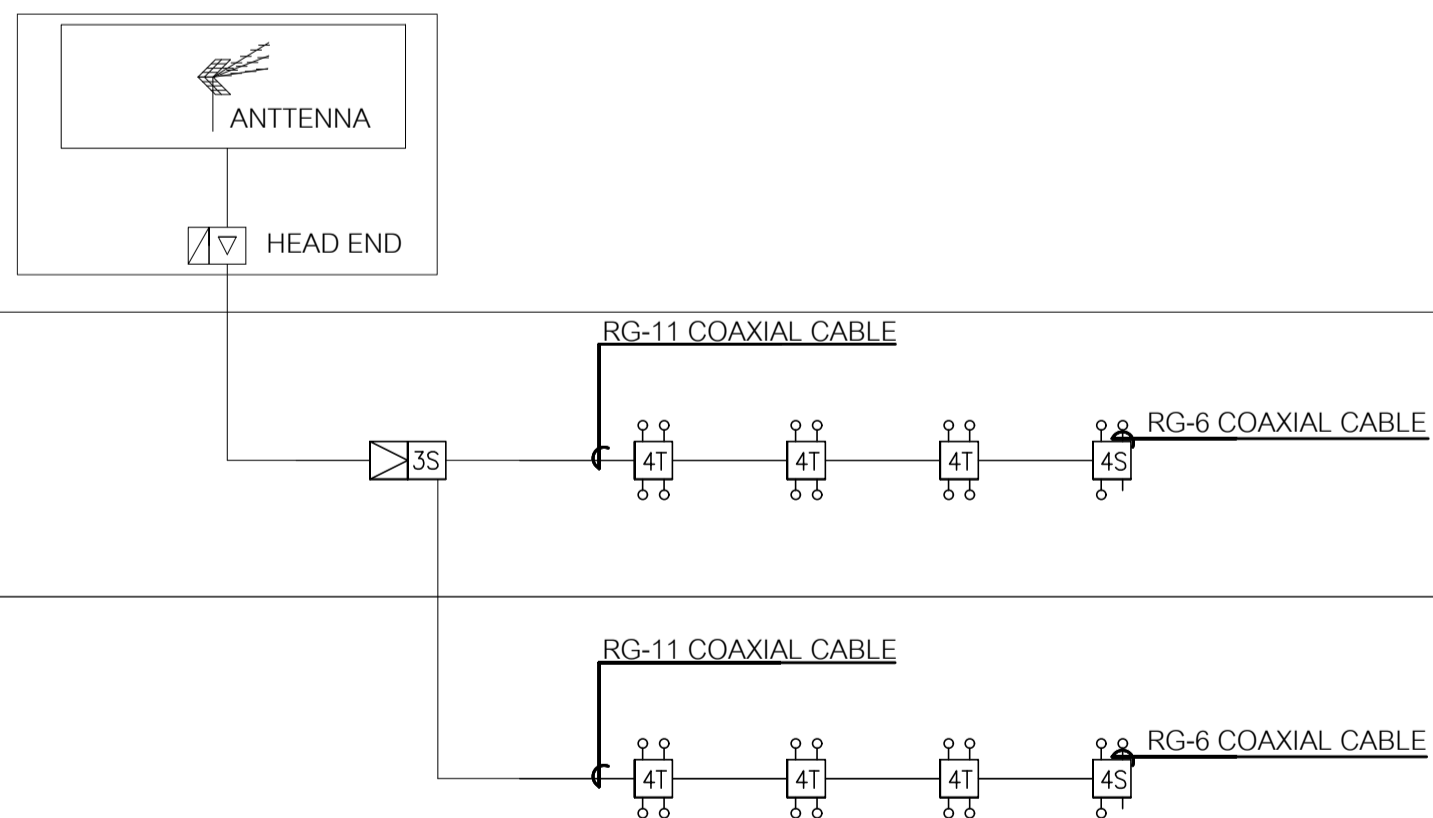 ANTTENNA
HEAD END
RG-11 COAXIAL CABLE
RG-6 COAXIAL CABLE
3S
4T
4T
4T
4S
RG-11 COAXIAL CABLE
RG-6 COAXIAL CABLE
4T
4T
4T
4S